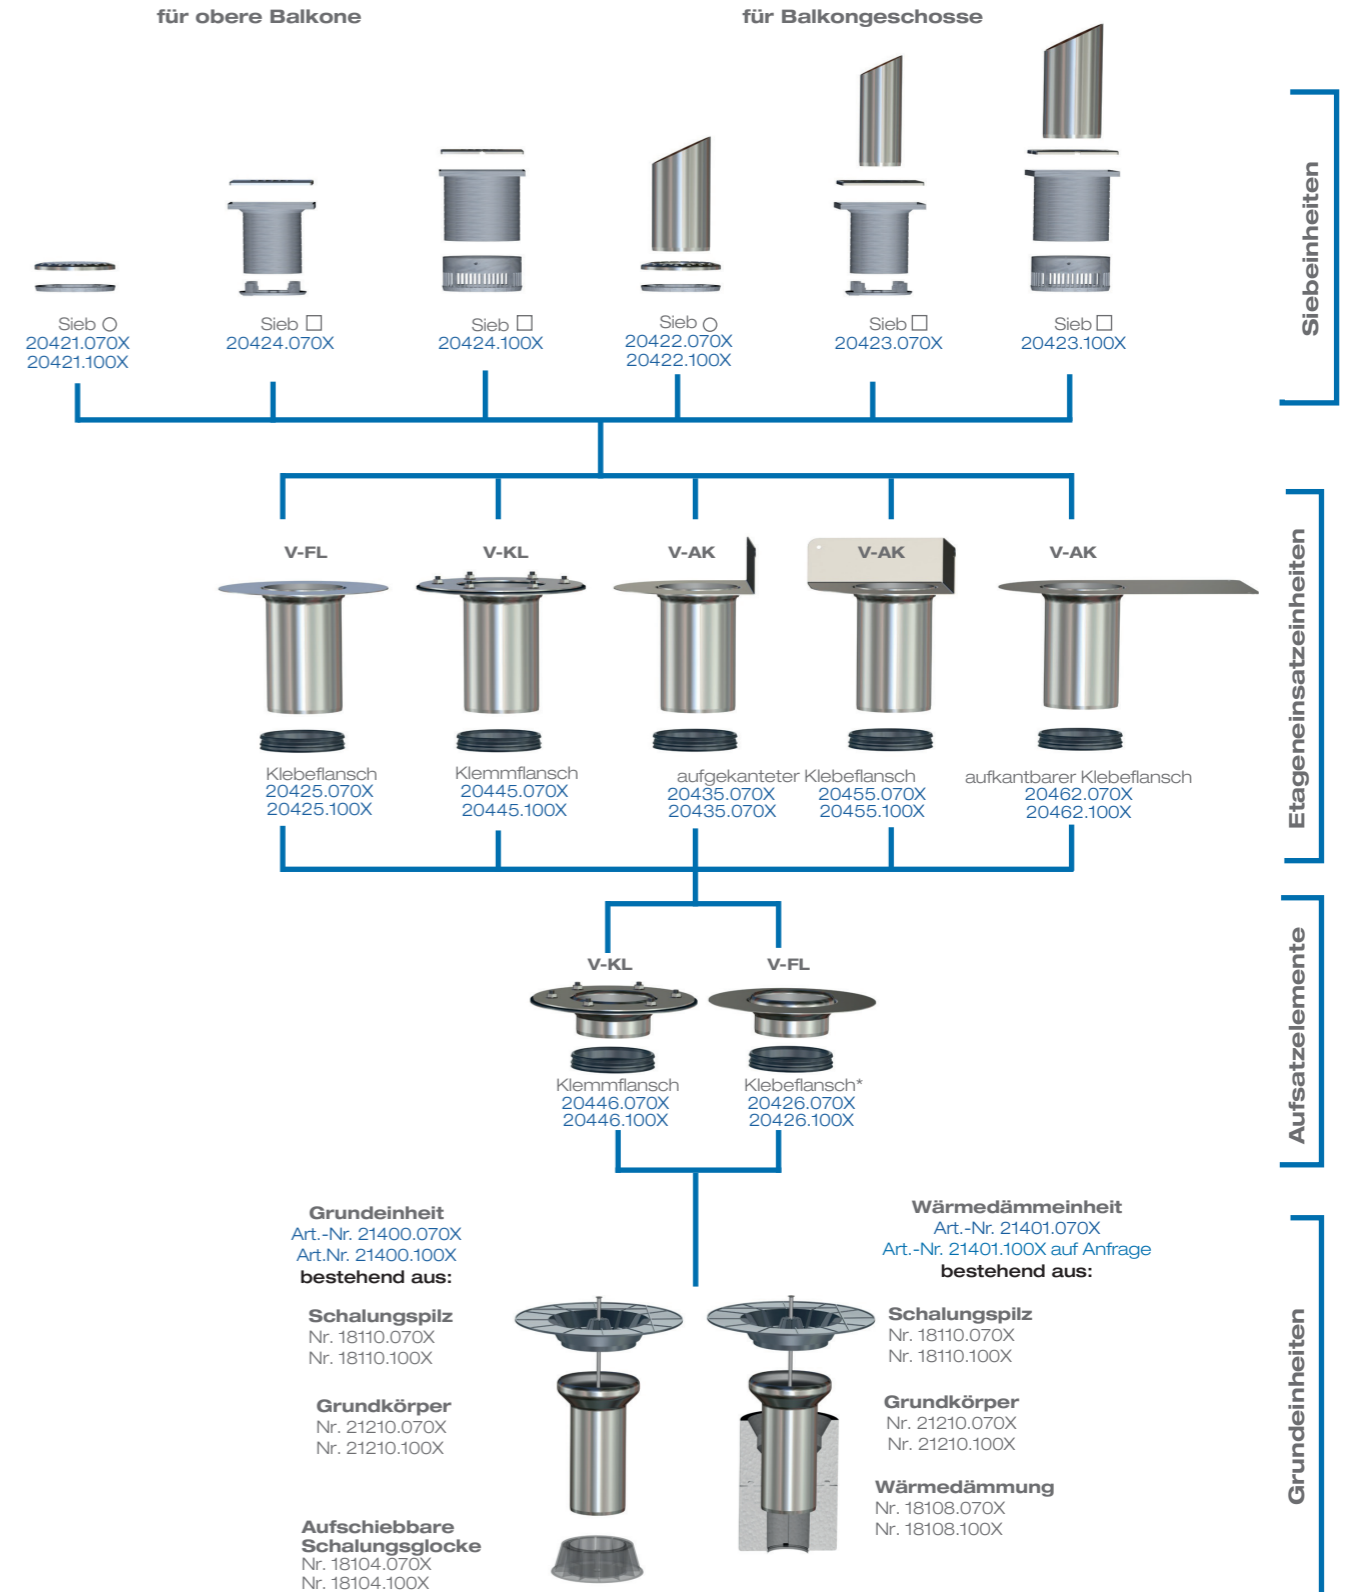 für obere Balkone
für Balkongeschosse
Siebeinheiten
Sieb
20421.070X
20421.100X
Sieb
20424.070X
Sieb
20424.100X
Sieb
20422.070X
20422.100X
Sieb
20423.070X
Sieb
20423.100X
Etageneinsatzeinheiten
V-FL
V-KL
V-AK
V-AK
V-AK
Klebeflansch
20425.070X
20425.100X
Klemmflansch
20445.070X
20445.100X
aufgekanteter Klebeflansch
20435.070X
20435.070X
20455.070X
20455.100X
aufkantbarer Klebeflansch
20462.070X
20462.100X
Aufsatzelemente
V-KL
V-FL
Klemmflansch
20446.070X
20446.100X
Klebeflansch*
20426.070X
20426.100X
Grundeinheiten
Grundeinheit
Art.-Nr. 21400.070X
Art.Nr. 21400.100X
bestehend aus:
Schalungspilz
Nr. 18110.070X
Nr. 18110.100X
Grundkörper
Nr. 21210.070X
Nr. 21210.100X
Aufschiebbare
Schalungsglocke
Nr. 18104.070X
Nr. 18104.100X
Wärmedämmeinheit
Art.-Nr. 21401.070X
Art.-Nr. 21401.100X auf Anfrage
bestehend aus:
Schalungspilz
Nr. 18110.070X
Nr. 18110.100X
Grundkörper
Nr. 21210.070X
Nr. 21210.100X
Wärmedämmung
Nr. 18108.070X
Nr. 18108.100X